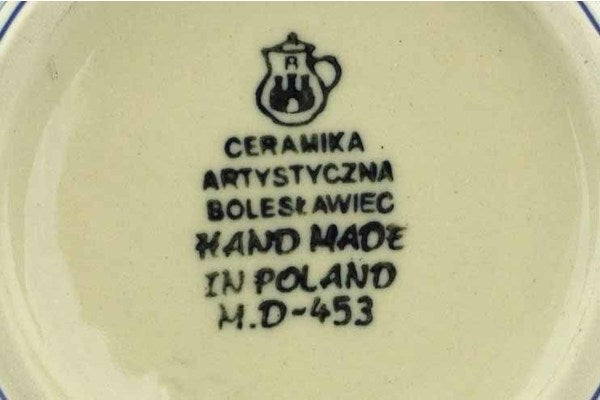 R
CERAMIKA
ARTYSTYCZNA
BOLESŁAWIEC
HAND MADE
IN POLAND
M.D-453